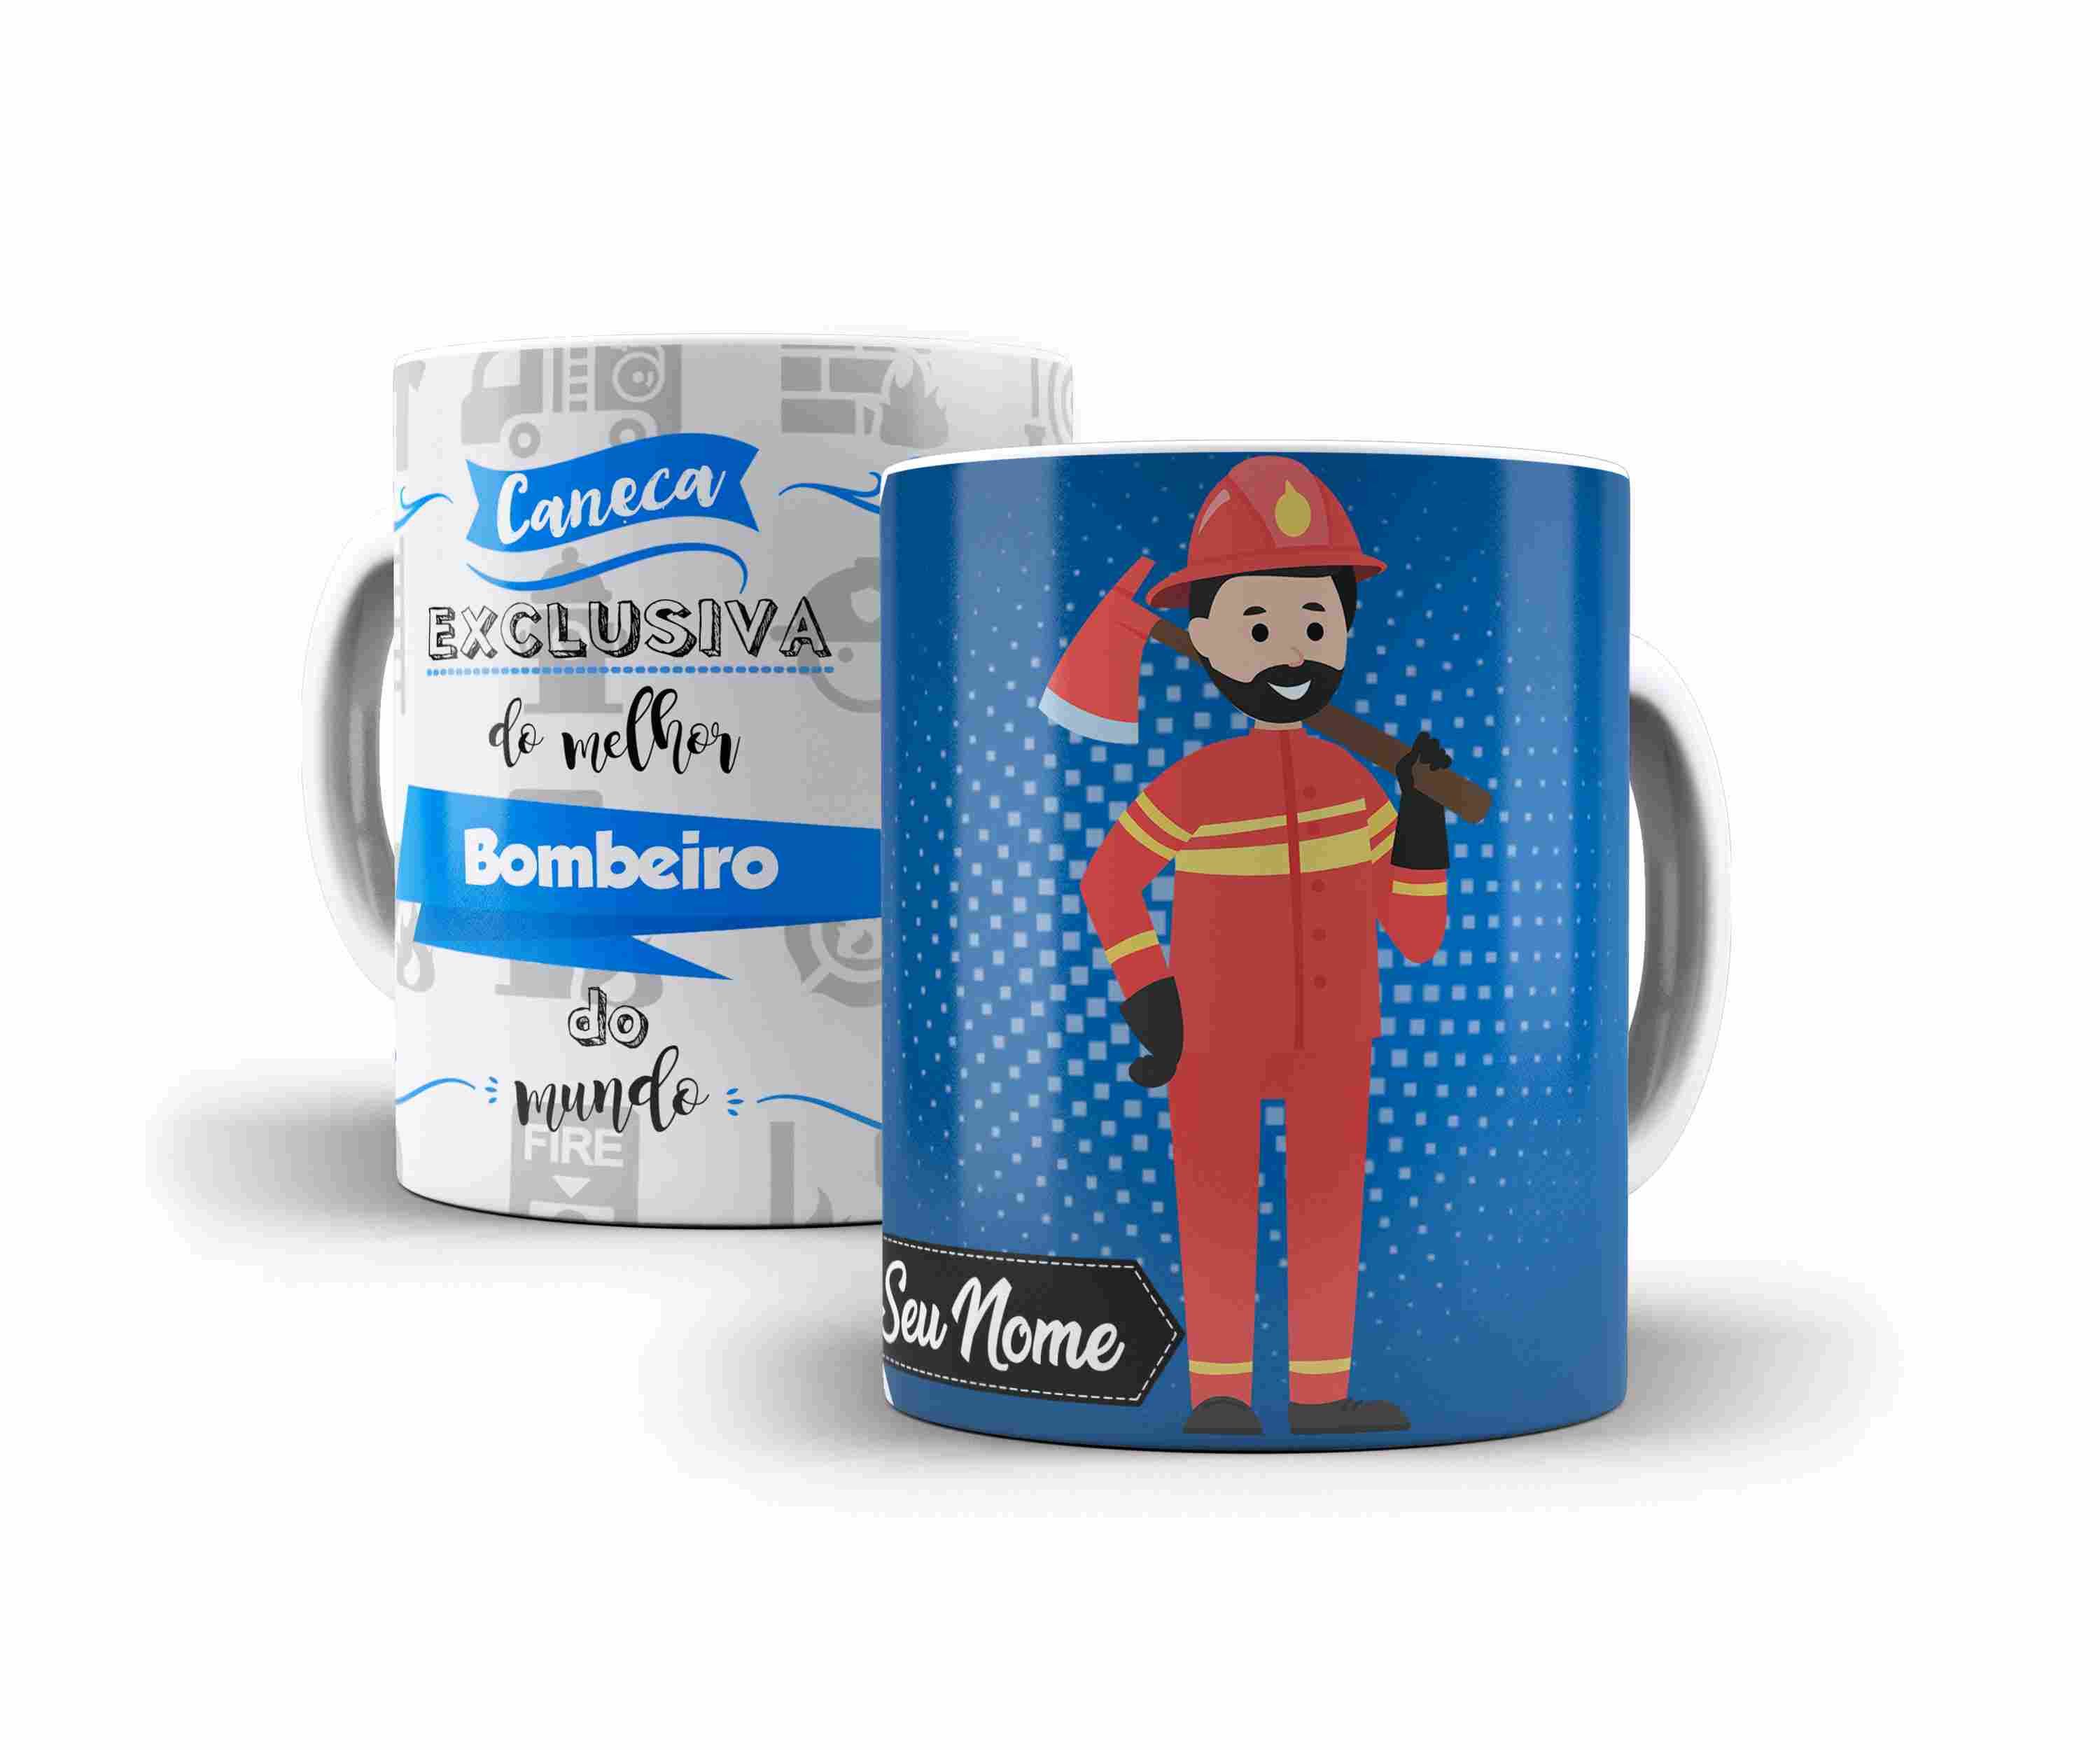 Caneca
EXCLUSIVA
do melhor
Bombeiro
do
mundo
FIRE
Seu Nome